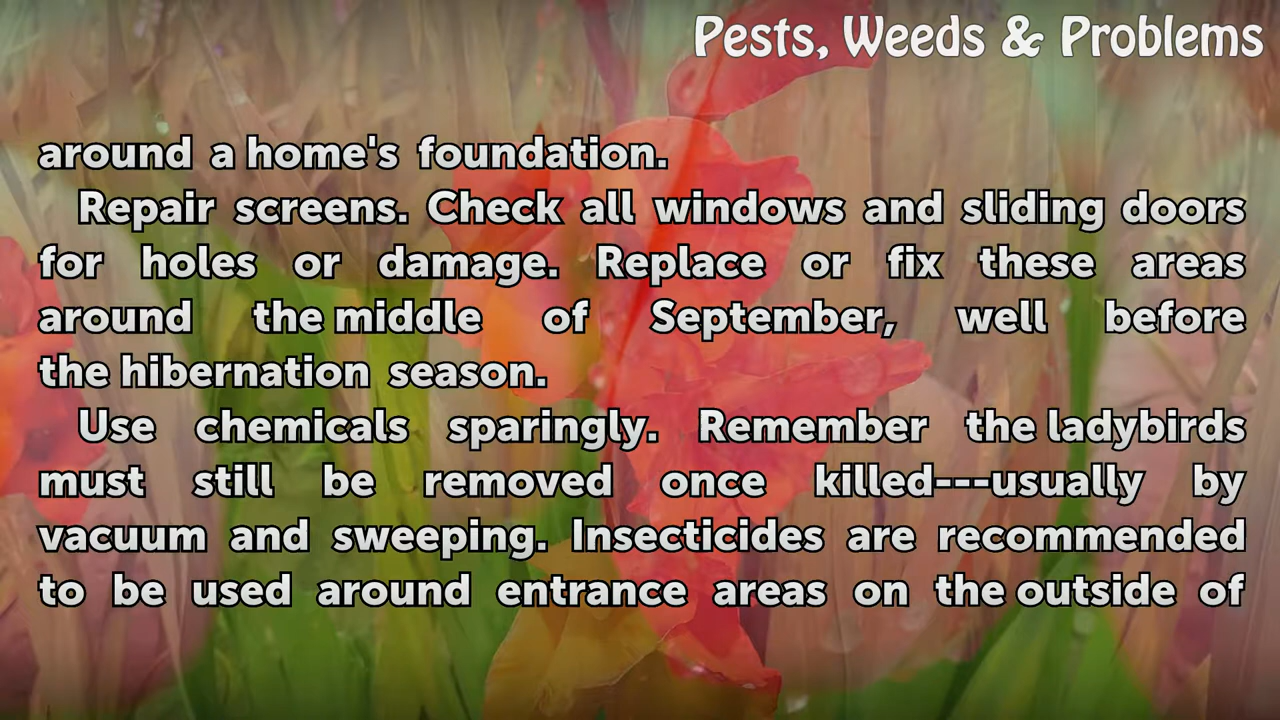 Pests, Weeds & Problems
around a home's foundation.
Repair screens. Check all windows and sliding doors
for holes or damage. Replace or fix these areas
around the middle of September, well before
the hibernation season.
Use chemicals sparingly. Remember the ladybirds
must still be removed once killed---usually by
vacuum and sweeping. Insecticides are recommended
to be used around entrance areas on the outside of